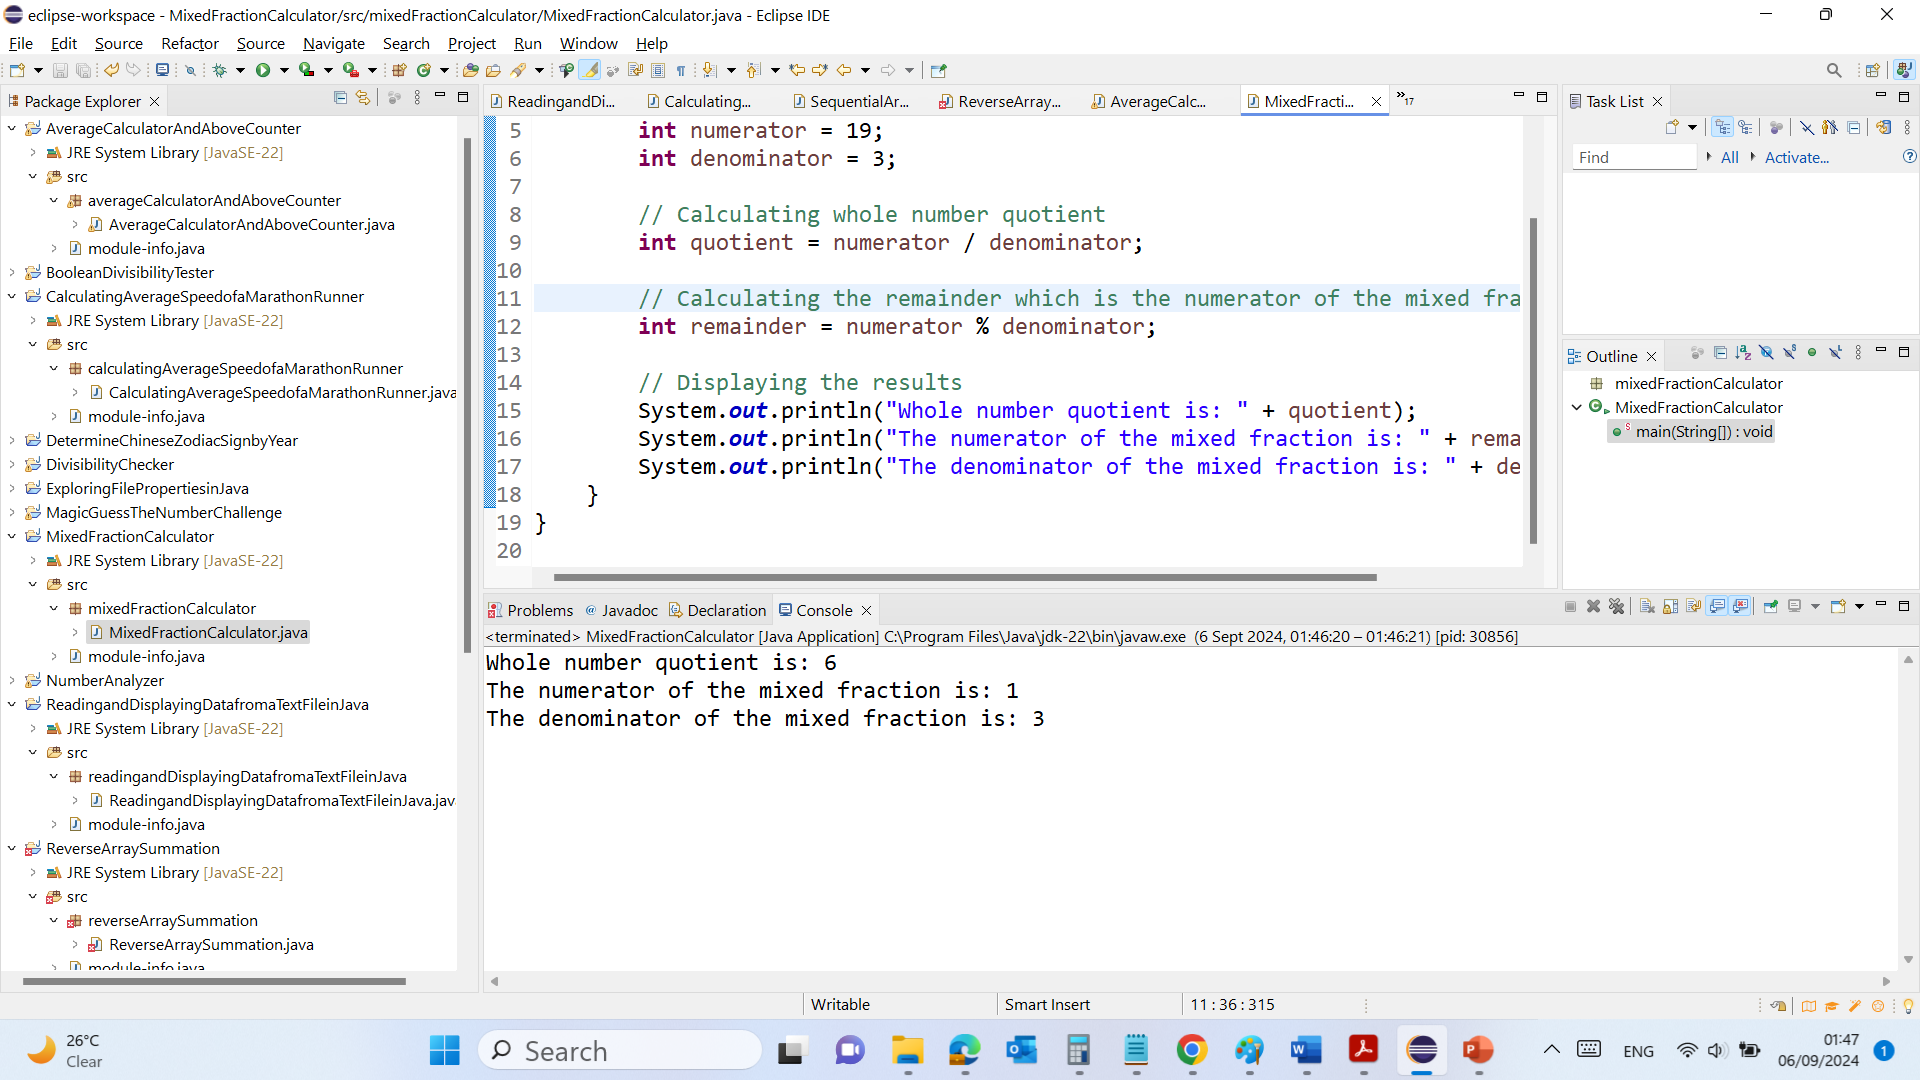 eclipse-workspace - MixedFractionCalculator/src/mixedFractionCalculator/MixedFractionCalculator.java - Eclipse IDE
File Edit Source Refactor Source Navigate Search Project Run Window Help
Package Explorer
AverageCalculatorAndAboveCounter
JRE System Library [JavaSE-22]
src
averageCalculatorAndAboveCounter
AverageCalculatorAndAboveCounter.java
module-info.java
BooleanDivisibilityTester
CalculatingAverageSpeedofaMarathonRunner
JRE System Library [JavaSE-22]
src
calculatingAverageSpeedofaMarathonRunner
CalculatingAverageSpeedofaMarathonRunner.java
module-info.java
DetermineChineseZodiacSignbyYear
DivisibilityChecker
ExploringFilePropertiesinJava
MagicGuessTheNumberChallenge
MixedFractionCalculator
JRE System Library [JavaSE-22]
src
mixedFractionCalculator
MixedFractionCalculator.java
module-info.java
NumberAnalyzer
ReadingandDisplayingDatafromaTextFileinJava
JRE System Library [JavaSE-22]
src
readingandDisplayingDatafromaTextFileinJava
ReadingandDisplayingDatafromaTextFileinJava.jav
module-info.java
ReverseArraySummation
JRE System Library [JavaSE-22]
src
reverseArraySummation
ReverseArraySummation.java
module-info.java
ReadingandDi... Calculating... SequentialAr... ReverseArray... AverageCalc... MixedFracti... »17
5 int numerator = 19;
6 int denominator = 3;
7
8 // Calculating whole number quotient
9 int quotient = numerator / denominator;
10
11 // Calculating the remainder which is the numerator of the mixed fra
12 int remainder = numerator % denominator;
13
14 // Displaying the results
15 System.out.println("Whole number quotient is: " + quotient);
16 System.out.println("The numerator of the mixed fraction is: " + rema
17 System.out.println("The denominator of the mixed fraction is: " + de
18 }
19 }
20
Problems @ Javadoc Declaration Console
<terminated> MixedFractionCalculator [Java Application] C:\Program Files\Java\jdk-22\bin\javaw.exe (6 Sept 2024, 01:46:20 – 01:46:21) [pid: 30856]
Whole number quotient is: 6
The numerator of the mixed fraction is: 1
The denominator of the mixed fraction is: 3
Task List
Find All Activate...
Outline
mixedFractionCalculator
MixedFractionCalculator
main(String[]) : void
Writable Smart Insert 11 : 36 : 315
26°C
Clear
Search
ENG
01:47
06/09/2024
1